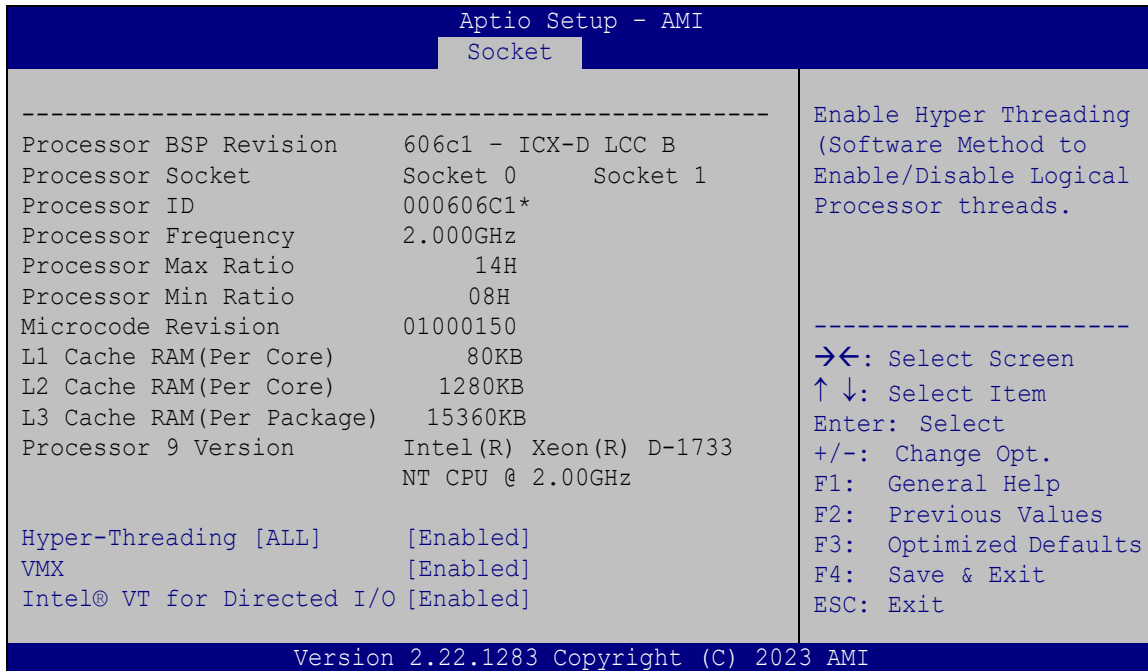 Aptio Setup – AMI
Socket
----------------------------------------------------
Processor BSP Revision 606c1 – ICX-D LCC B
Processor Socket Socket 0 Socket 1
Processor ID 000606C1*
Processor Frequency 2.000GHz
Processor Max Ratio 14H
Processor Min Ratio 08H
Microcode Revision 01000150
L1 Cache RAM(Per Core) 80KB
L2 Cache RAM(Per Core) 1280KB
L3 Cache RAM(Per Package) 15360KB
Processor 9 Version Intel(R) Xeon(R) D-1733
NT CPU @ 2.00GHz
Hyper-Threading [ALL] [Enabled]
VMX [Enabled]
Intel® VT for Directed I/O [Enabled]
Enable Hyper Threading
(Software Method to
Enable/Disable Logical
Processor threads.
----------------------
→←: Select Screen
↑ ↓: Select Item
Enter: Select
+/-: Change Opt.
F1: General Help
F2: Previous Values
F3: Optimized Defaults
F4: Save & Exit
ESC: Exit
Version 2.22.1283 Copyright (C) 2023 AMI